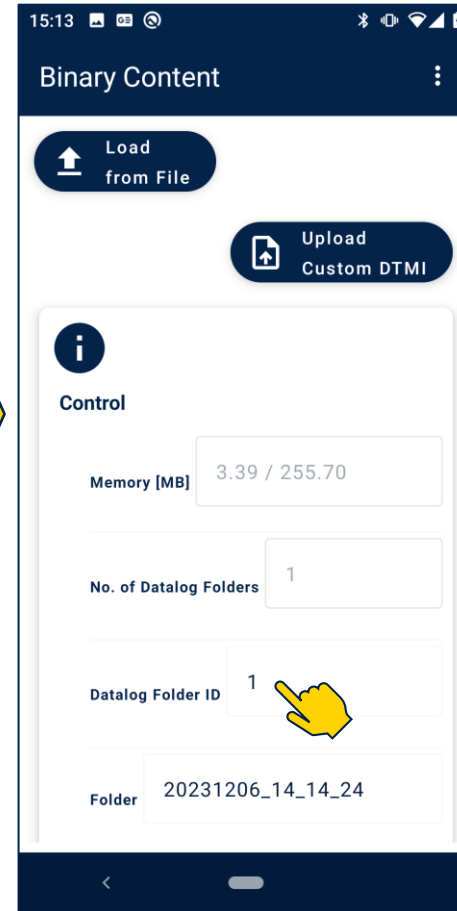 15:13
Binary Content
Load
from File
Upload
Custom DTMI
Control
Memory [MB] 3.39 / 255.70
No. of Datalog Folders 1
Datalog Folder ID 1
Folder 20231206_14_14_24